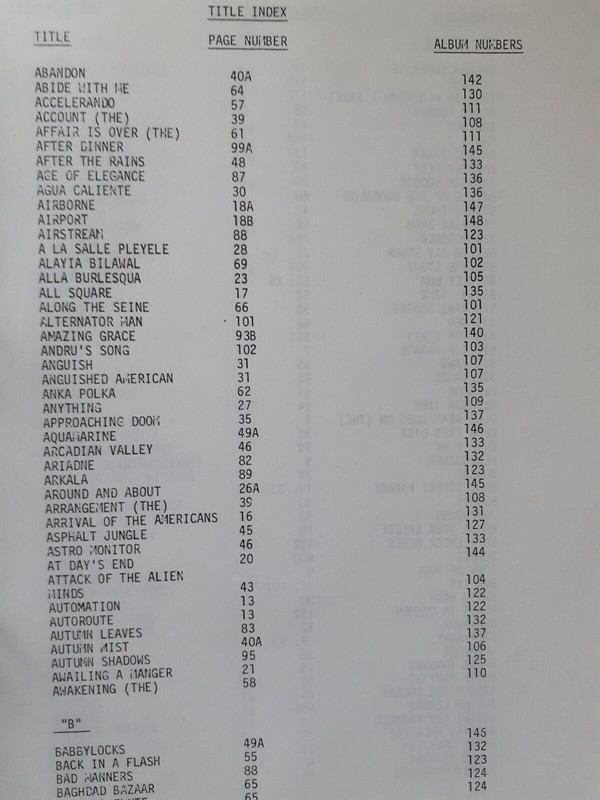 TITLE INDEX
TITLE PAGE NUMBER ALBUM NUMBERS
ABANDON 40A 142
ABIDE WITH ME 64 130
ACCELERANDO 57 111
ACCOUNT (THE) 39 108
AFFAIR IS OVER (THE) 61 111
AFTER DINNER 99A 145
AFTER THE RAINS 48 133
AGE OF ELEGANCE 87 136
AGUA CALIENTE 30 136
AIRBORNE 18A 147
AIRPORT 18B 148
AIRSTREAM 88 123
A LA SALLE PLEYELE 28 101
ALAYIA BILAWAL 69 102
ALLA BURLESQUA 23 105
ALL SQUARE 17 135
ALONG THE SEINE 66 101
ALTERNATOR MAN 101 121
AMAZING GRACE 93B 140
ANDRU'S SONG 102 103
ANGUISH 31 107
ANGUISHED AMERICAN 31 107
ANKA POLKA 62 135
ANYTHING 27 109
APPROACHING DOOM 35 137
AQUAMARINE 49A 146
ARCADIAN VALLEY 46 133
ARIADNE 82 132
ARKALA 89 123
AROUND AND ABOUT 26A 145
ARRANGEMENT (THE) 39 108
ARRIVAL OF THE AMERICANS 16 131
ASPHALT JUNGLE 45 127
ASTRO MONITOR 46 133
AT DAY'S END 20 144
ATTACK OF THE ALIEN
MINDS 43 104
AUTOMATION 13 122
AUTOROUTE 13 122
AUTUMN LEAVES 83 132
AUTUMN MIST 40A 137
AUTUMN SHADOWS 95 106
AWAILING A MANGER 21 125
AWAKENING (THE) 58 110
"B"
BABBYLOCKS 49A 146
BACK IN A FLASH 55 132
BAD MANNERS 88 123
BAGHDAD BAZAAR 65 124
65 124